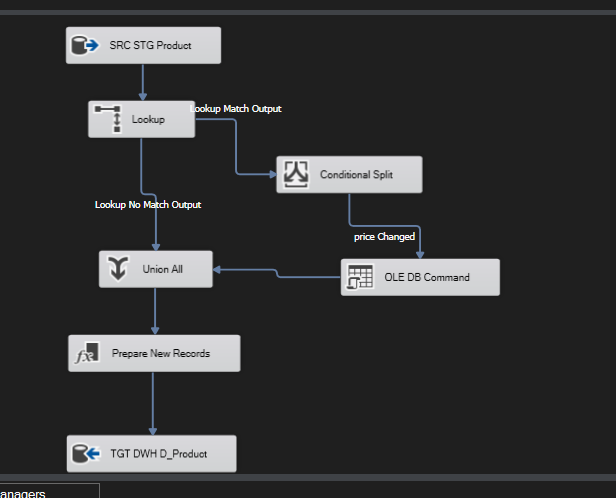 SRC STG Product
Lookup Match Output
Lookup
Conditional Split
Lookup No Match Output
price Changed
Union All
OLE DB Command
fx
Prepare New Records
TGT DWH D_Product
anagers